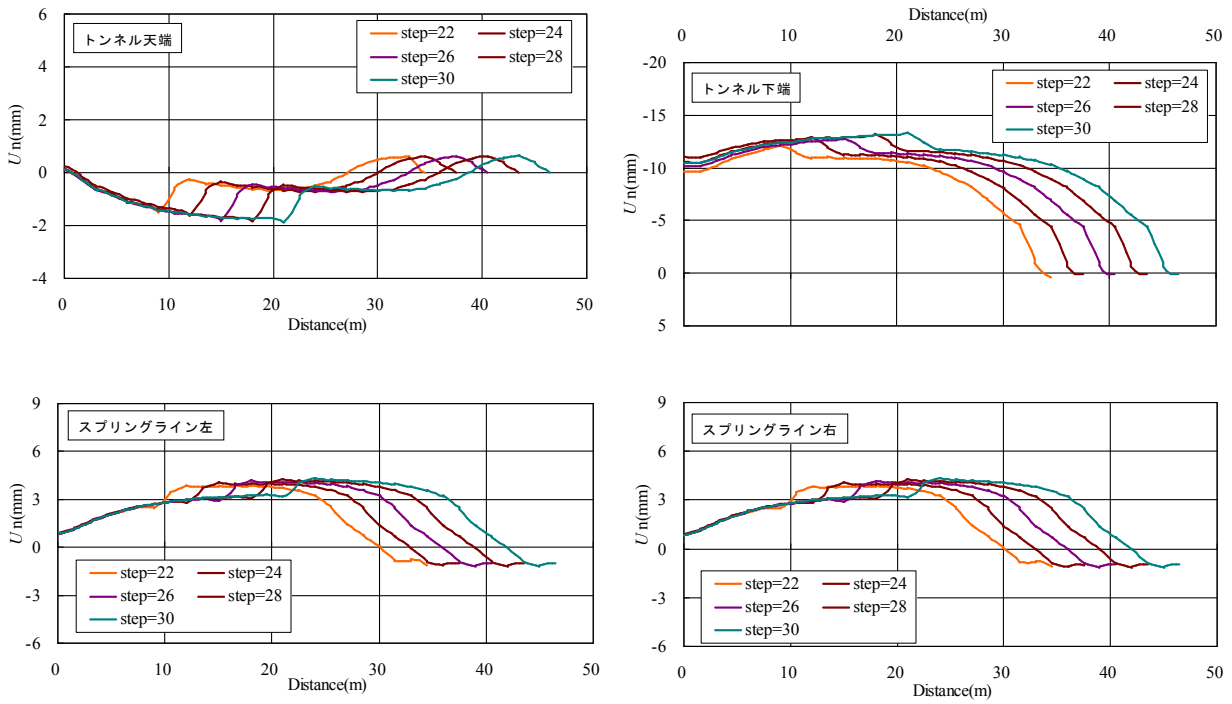 トンネル天端
step=22 step=24
step=26 step=28
step=30
6
4
2
0
-2
-4
U n(mm)
0 10 20 30 40 50
Distance(m)
Distance(m)
0 10 20 30 40 50
トンネル下端
step=22 step=24
step=26 step=28
step=30
-20
-15
-10
-5
0
5
U n(mm)
スプリングライン左
9
6
3
0
-3
-6
U n(mm)
step=22 step=24
step=26 step=28
step=30
0 10 20 30 40 50
Distance(m)
スプリングライン右
9
6
3
0
-3
-6
U n(mm)
step=22 step=24
step=26 step=28
step=30
0 10 20 30 40 50
Distance(m)